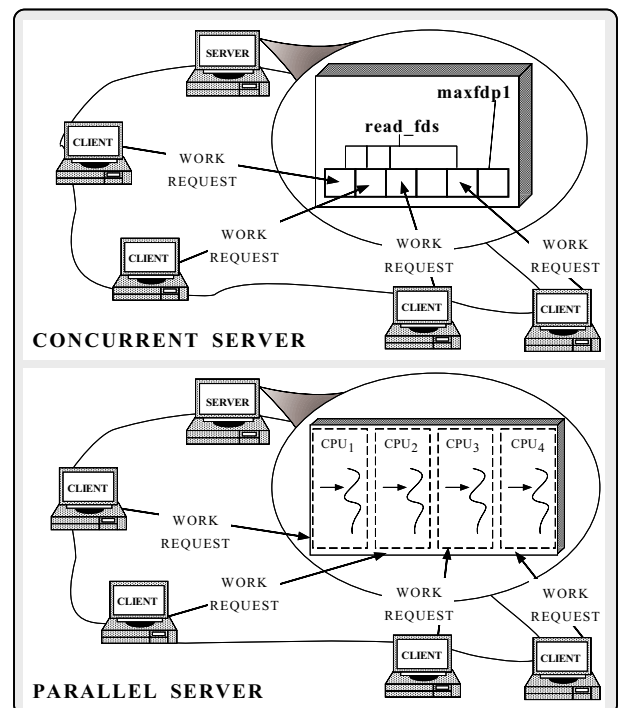 SERVER
maxfdp1
read_fds
CLIENT
WORK
REQUEST
WORK
REQUEST
WORK
REQUEST
WORK
REQUEST
CLIENT
CLIENT
CLIENT
CONCURRENT SERVER
SERVER
CPU1 CPU2 CPU3 CPU4
CLIENT
WORK
REQUEST
WORK
REQUEST
WORK
REQUEST
WORK
REQUEST
CLIENT
CLIENT
CLIENT
PARALLEL SERVER